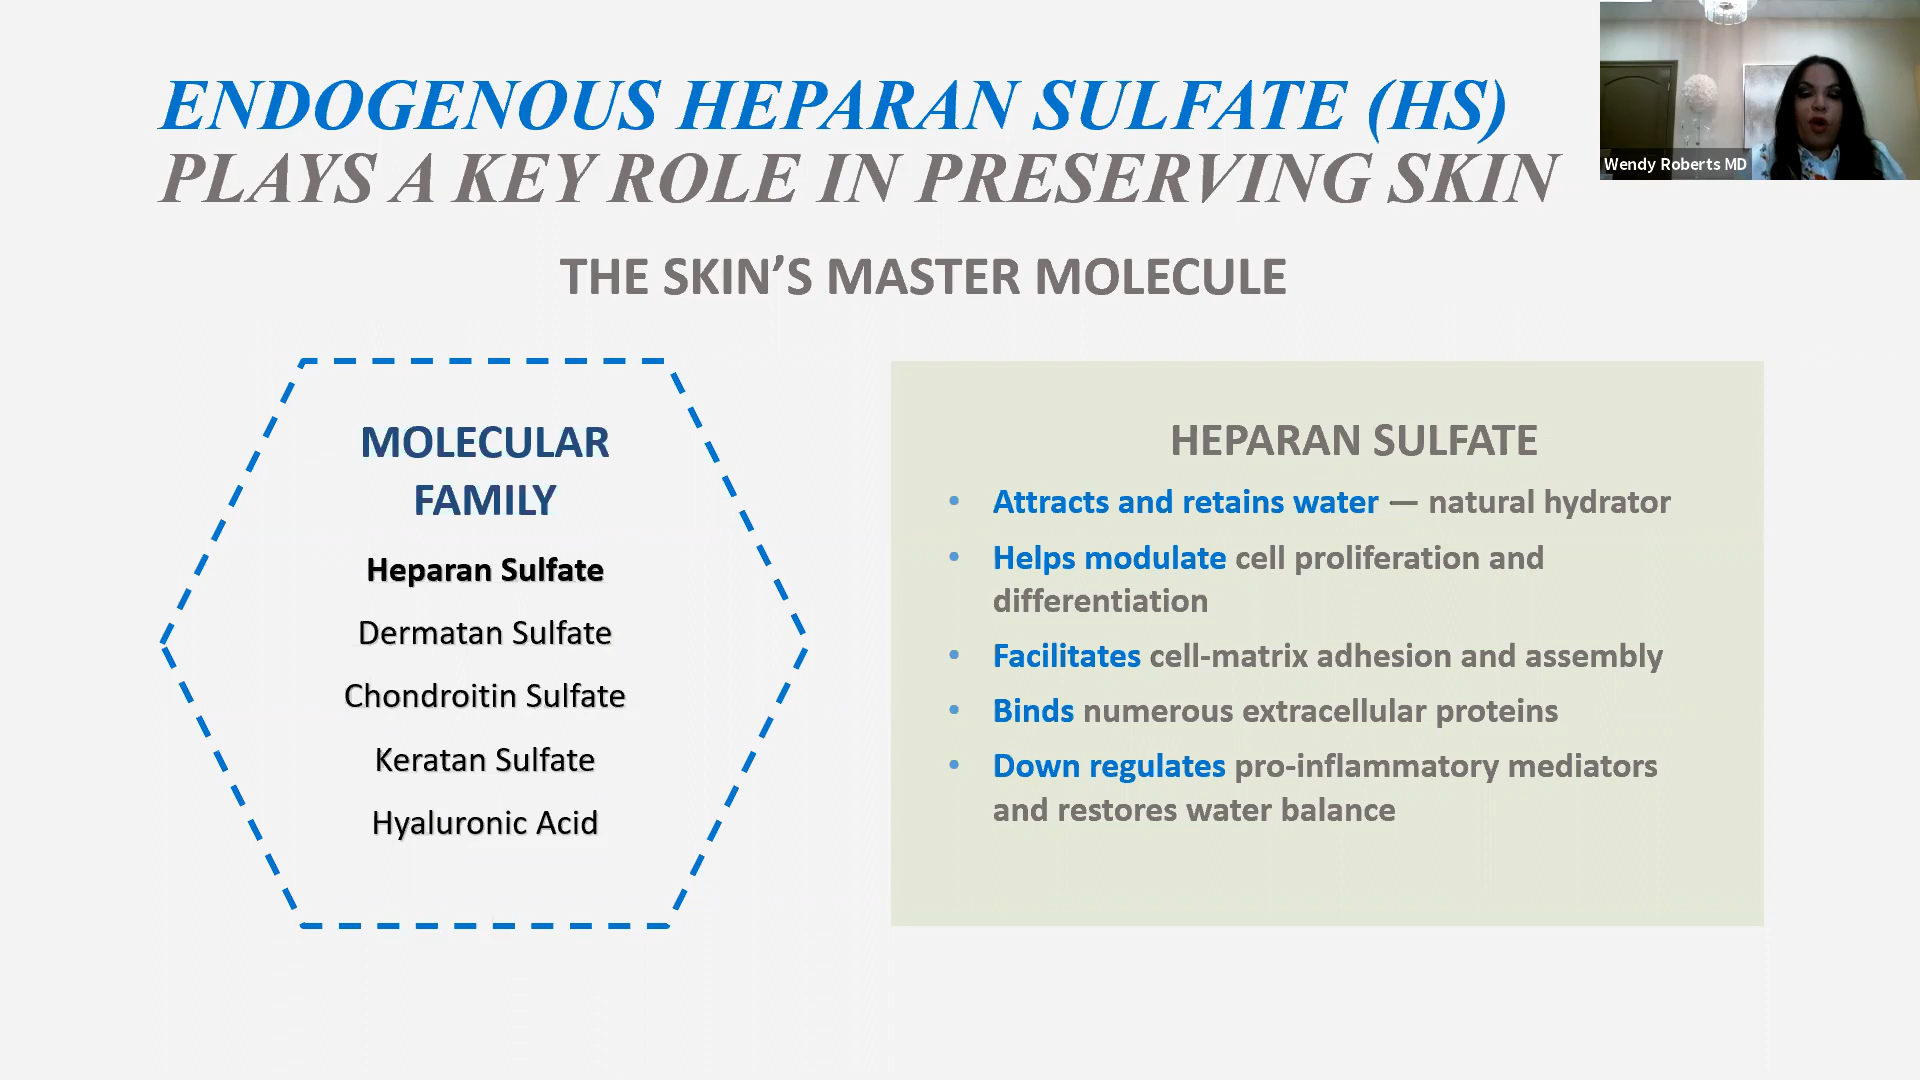 ENDOGENOUS HEPARAN SULFATE (HS)
PLAYS A KEY ROLE IN PRESERVING SKIN
Wendy Roberts MD
THE SKIN’S MASTER MOLECULE
MOLECULAR
FAMILY
Heparan Sulfate
Dermatan Sulfate
Chondroitin Sulfate
Keratan Sulfate
Hyaluronic Acid
HEPARAN SULFATE
• Attracts and retains water — natural hydrator
• Helps modulate cell proliferation and
differentiation
• Facilitates cell-matrix adhesion and assembly
• Binds numerous extracellular proteins
• Down regulates pro-inflammatory mediators
and restores water balance